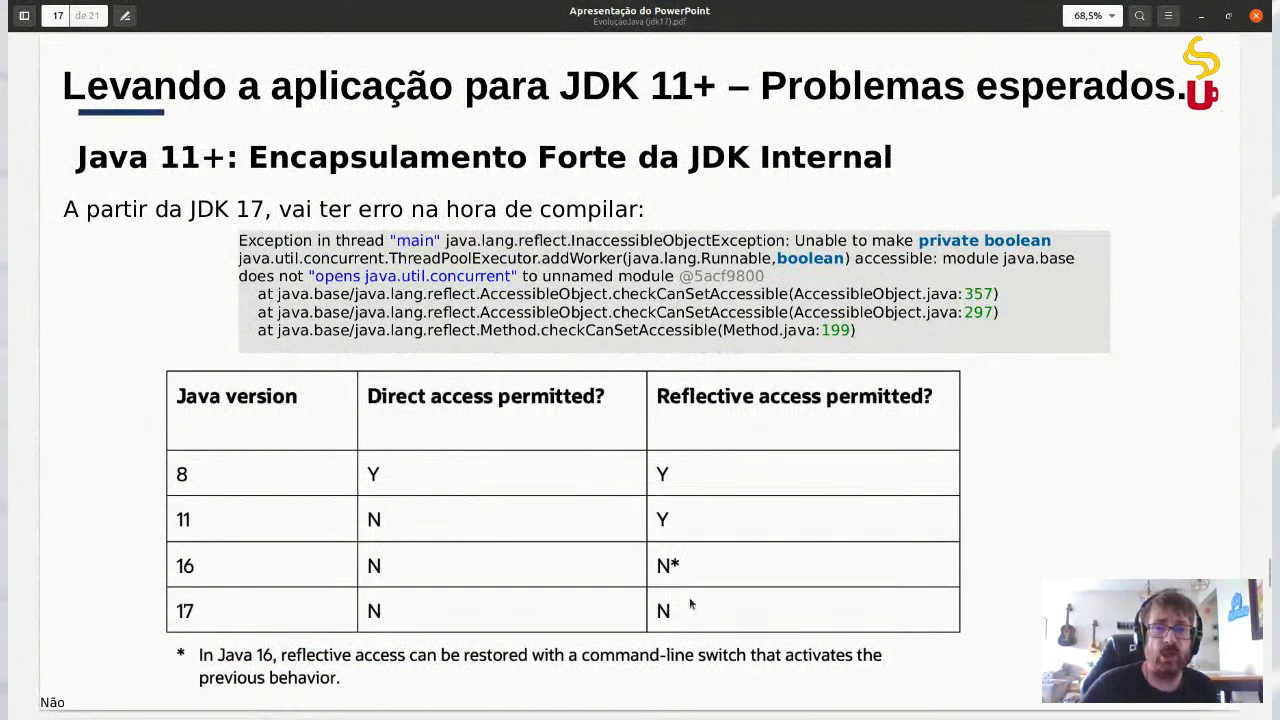 17 de 21
Apresentação do PowerPoint
EvoluçãoJava (jdk17).pdf
68,5%
Levando a aplicação para JDK 11+ – Problemas esperados.
Java 11+: Encapsulamento Forte da JDK Internal
A partir da JDK 17, vai ter erro na hora de compilar:
Exception in thread "main" java.lang.reflect.InaccessibleObjectException: Unable to make private boolean
java.util.concurrent.ThreadPoolExecutor.addWorker(java.lang.Runnable,boolean) accessible: module java.base
does not "opens java.util.concurrent" to unnamed module @5acf9800
at java.base/java.lang.reflect.AccessibleObject.checkCanSetAccessible(AccessibleObject.java:357)
at java.base/java.lang.reflect.AccessibleObject.checkCanSetAccessible(AccessibleObject.java:297)
at java.base/java.lang.reflect.Method.checkCanSetAccessible(Method.java:199)
Java version Direct access permitted? Reflective access permitted?
8 Y Y
11 N Y
16 N N*
17 N N
* In Java 16, reflective access can be restored with a command-line switch that activates the
previous behavior.
Não